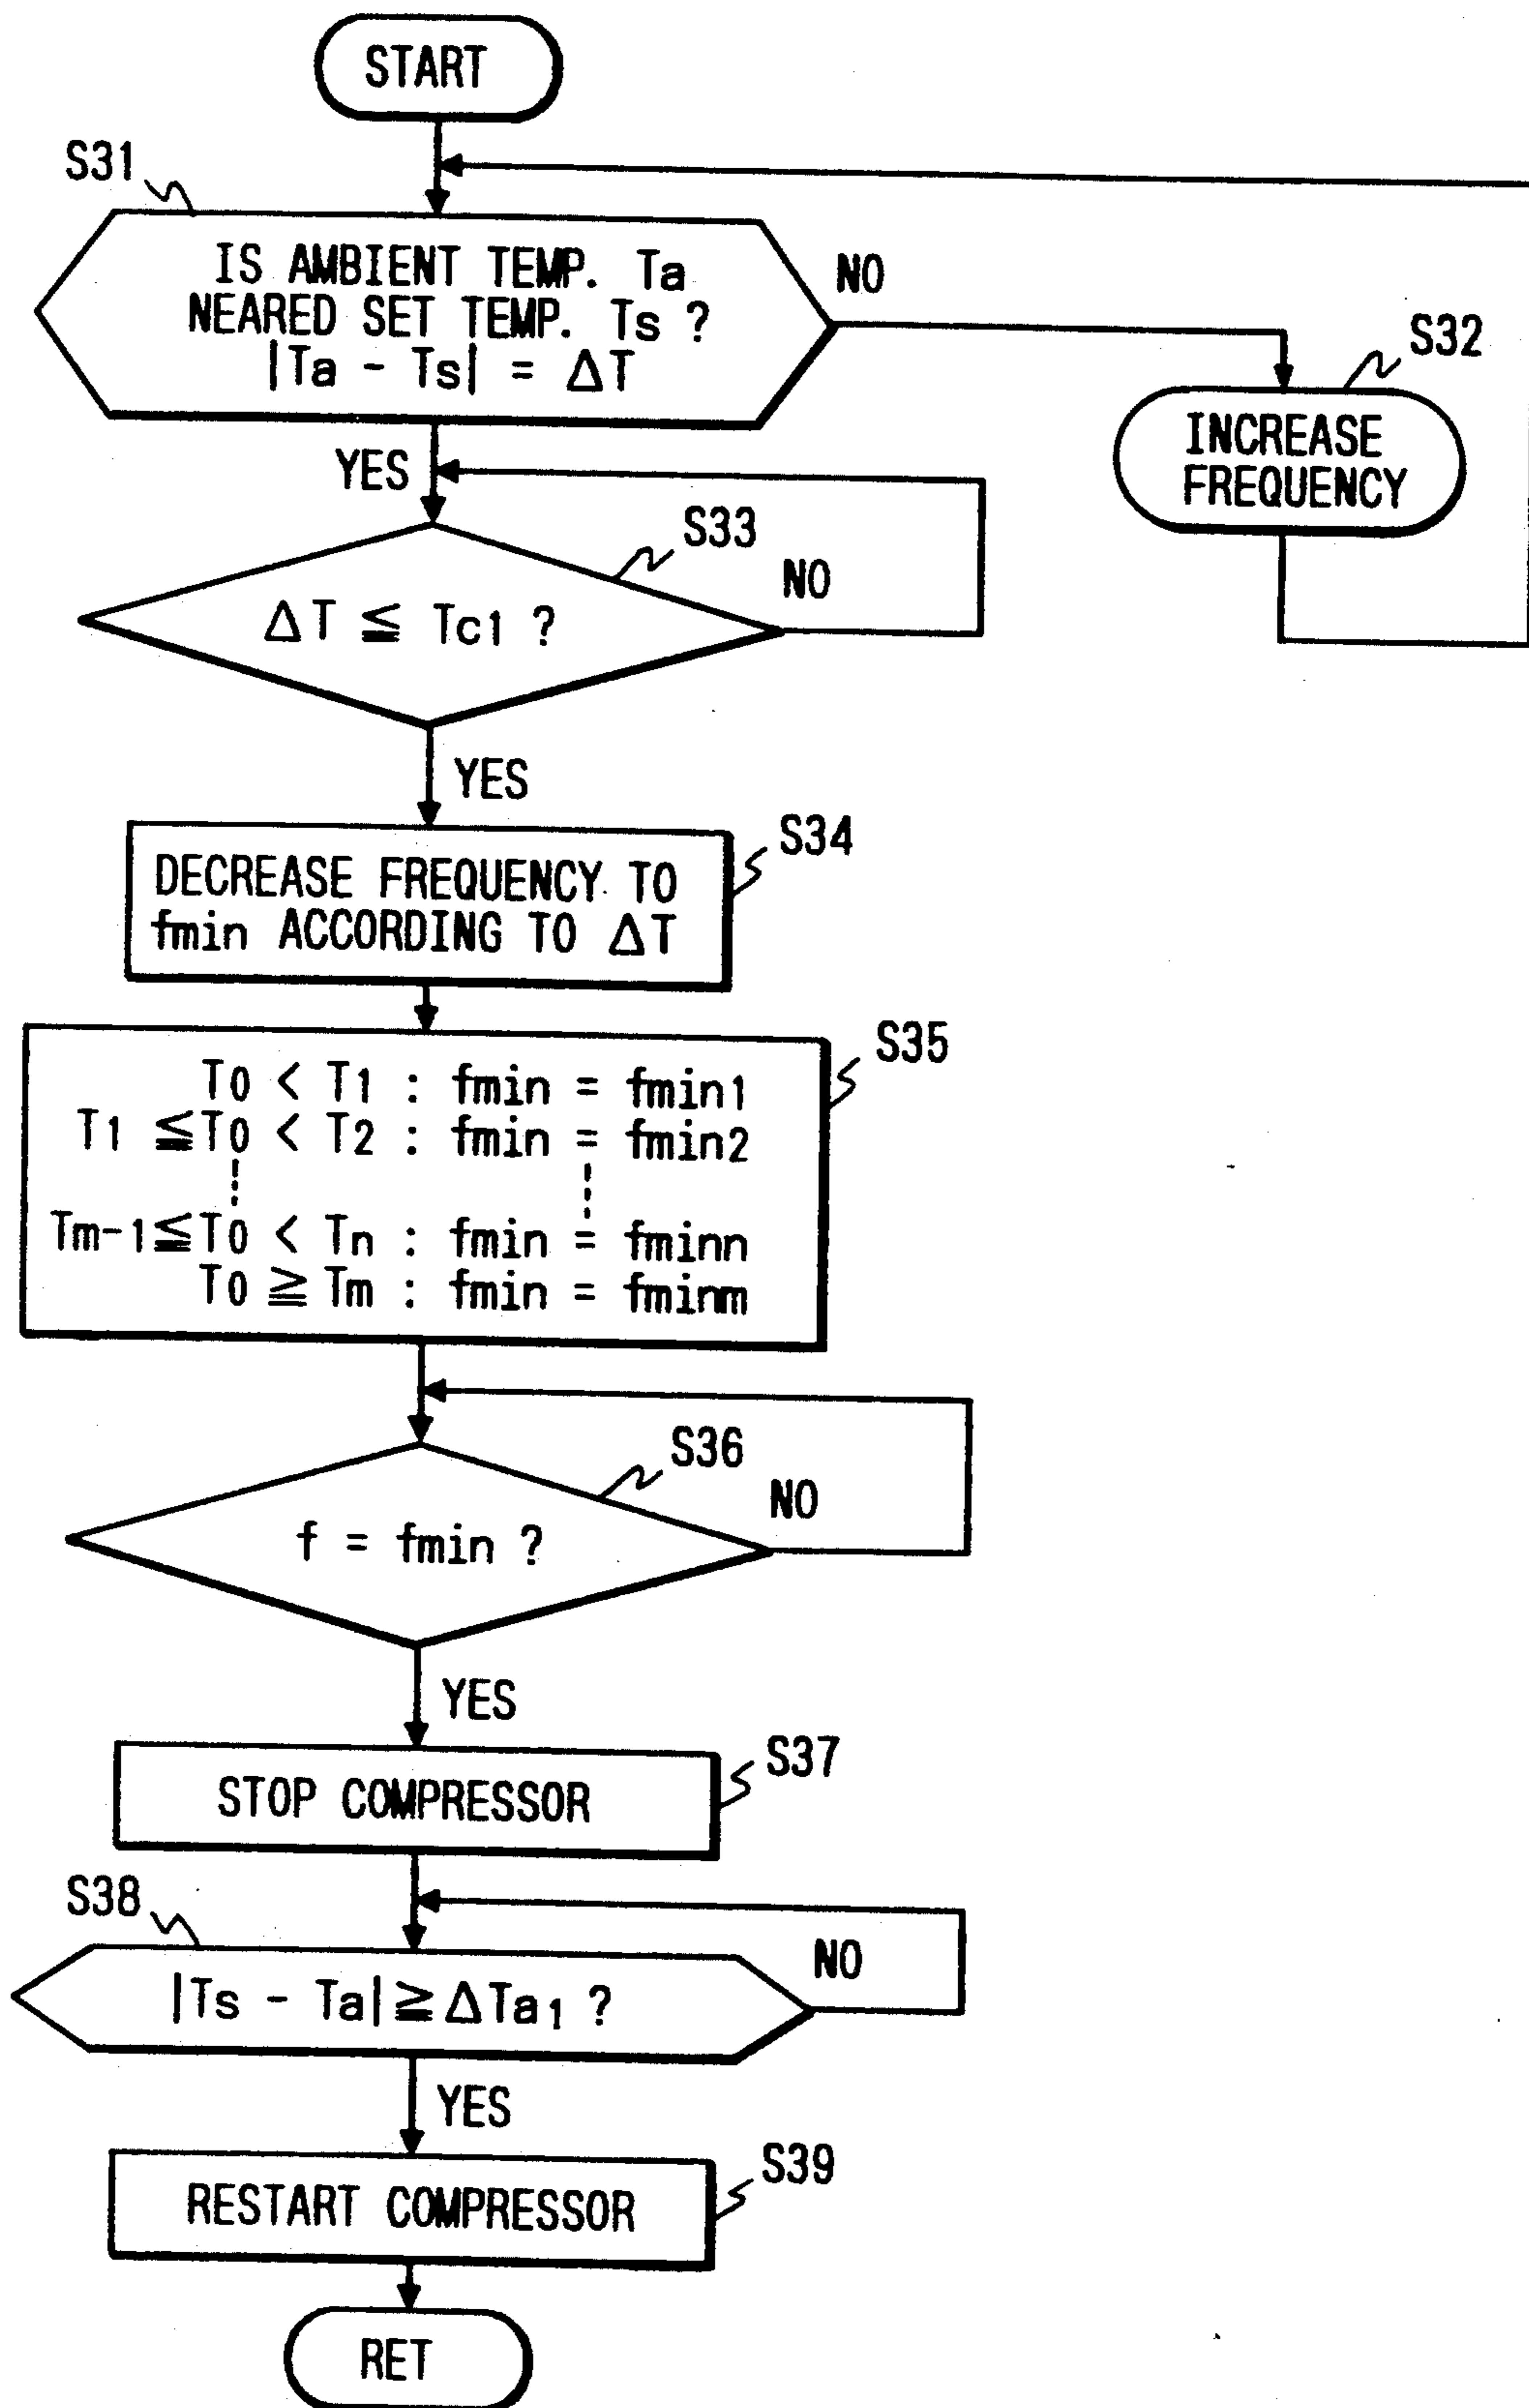 START
S31
IS AMBIENT TEMP. Ta
NEARED SET TEMP. Ts ?
|Ta - Ts| = ΔT
NO
S32
INCREASE
FREQUENCY
YES
S33
ΔT ≦ Tc1 ?
NO
YES
S34
DECREASE FREQUENCY TO
fmin ACCORDING TO ΔT
S35
T0 < T1 : fmin = fmin1
T1 ≦ T0 < T2 : fmin = fmin2
Tm-1 ≦ T0 < Tn : fmin = fminn
T0 ≧ Tm : fmin = fminm
S36
f = fmin ?
NO
YES
S37
STOP COMPRESSOR
S38
|Ts - Ta| ≧ ΔTa1 ?
NO
YES
S39
RESTART COMPRESSOR
RET